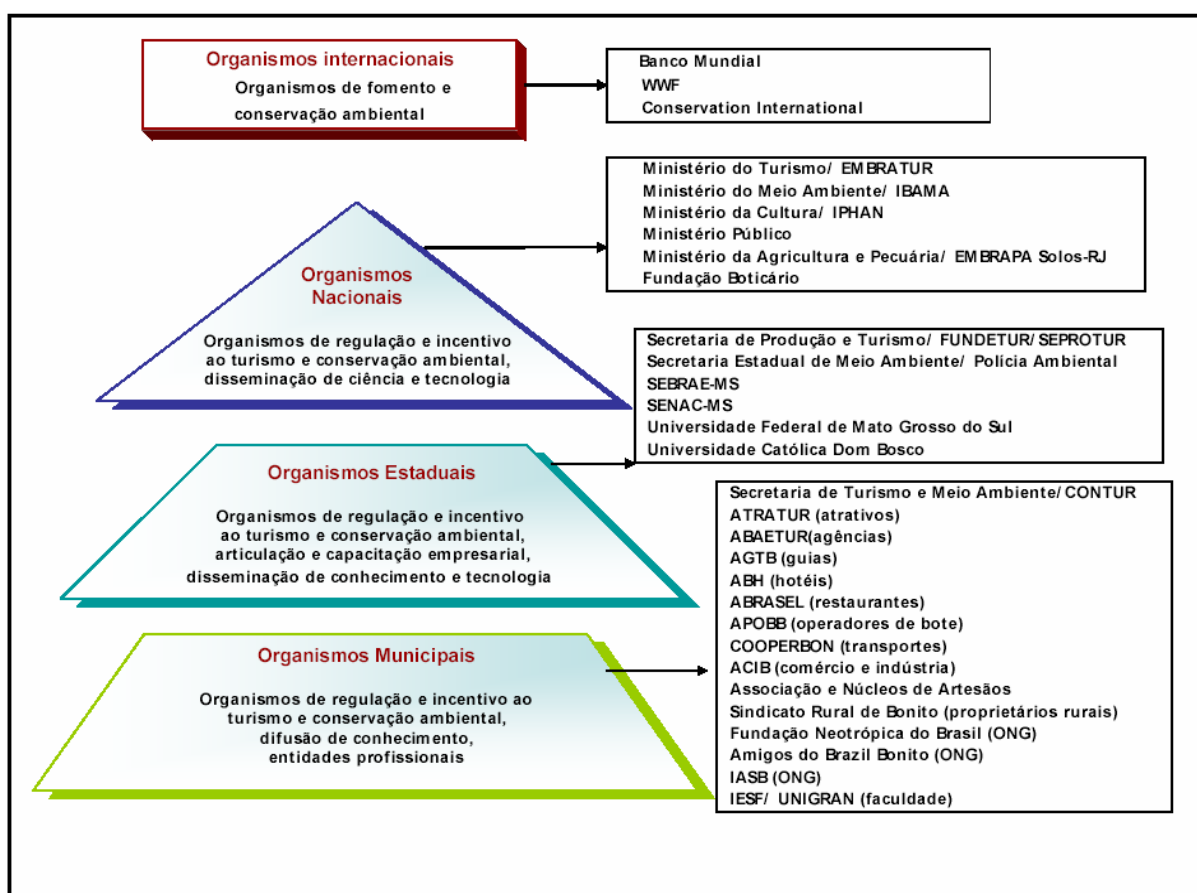 Organismos internacionais
Organismos de fomento e
conservação ambiental
Banco Mundial
WWF
Conservation International
Organismos
Nacionais
Organismos de regulação e incentivo
ao turismo e conservação ambiental,
disseminação de ciência e tecnologia
Ministério do Turismo/ EMBRATUR
Ministério do Meio Ambiente/ IBAMA
Ministério da Cultura/ IPHAN
Ministério Público
Ministério da Agricultura e Pecuária/ EMBRAPA Solos-RJ
Fundação Boticário
Organismos Estaduais
Organismos de regulação e incentivo
ao turismo e conservação ambiental,
articulação e capacitação empresarial,
disseminação de conhecimento e tecnologia
Secretaria de Produção e Turismo/ FUNDETUR/ SEPROTUR
Secretaria Estadual de Meio Ambiente/ Polícia Ambiental
SEBRAE-MS
SENAC-MS
Universidade Federal de Mato Grosso do Sul
Universidade Católica Dom Bosco
Organismos Municipais
Organismos de regulação e incentivo ao
turismo e conservação ambiental,
difusão de conhecimento,
entidades profissionais
Secretaria de Turismo e Meio Ambiente/ CONTUR
ATRATUR (atrativos)
ABAETUR(agências)
AGTB (guias)
ABH (hotéis)
ABRASEL (restaurantes)
APOBB (operadores de bote)
COOPERBON (transportes)
ACIB (comércio e indústria)
Associação e Núcleos de Artesãos
Sindicato Rural de Bonito (proprietários rurais)
Fundação Neotrópica do Brasil (ONG)
Amigos do Brazil Bonito (ONG)
IASB (ONG)
IESF/ UNIGRAN (faculdade)